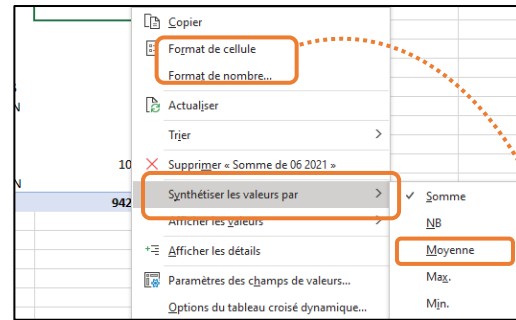 Copier
Format de cellule
Format de nombre...
N
Actualiser
Trier
10 Supprimer « Somme de 06 2021 »
N
Synthétiser les valeurs par
Somme
942
Afficher les valeurs
NB
Afficher les détails
Moyenne
Paramètres des champs de valeurs...
Max.
Options du tableau croisé dynamique...
Min.